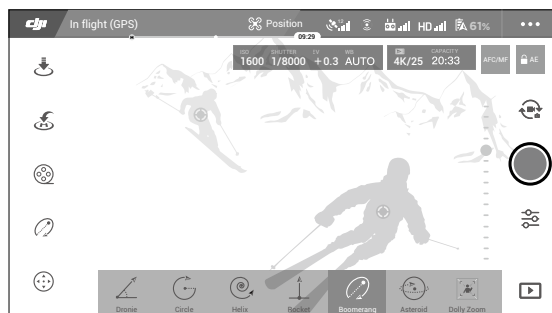 dji In flight (GPS) Position 12 HD 61%
09:29
ISO SHUTTER EV WB CAPACITY
1600 1/8000 +0.3 AUTO 4K/25 20:33 AFC/MF AE
Dronie Circle Helix Rocket Boomerang Asteroid Dolly Zoom